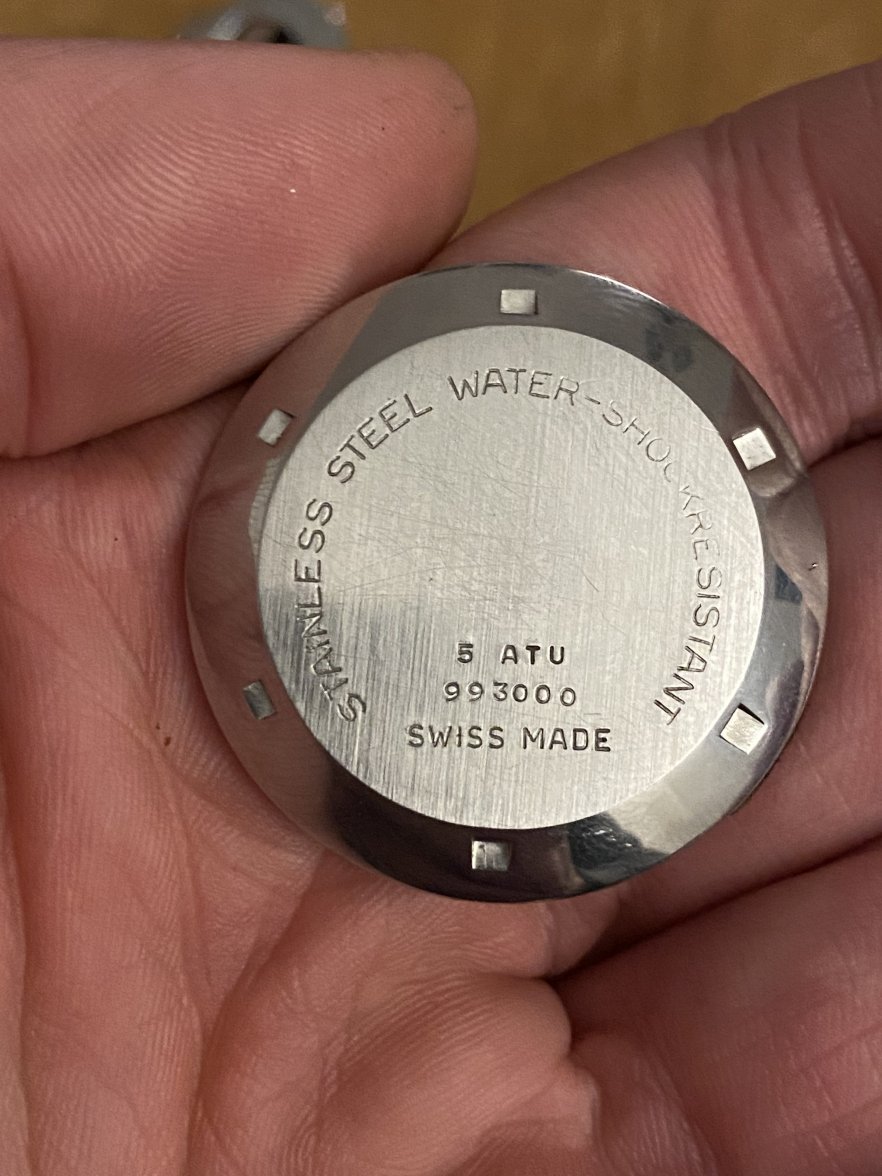 STAINLESS STEEL WATER-SHOCKRESISTANT
5 ATU
993000
SWISS MADE